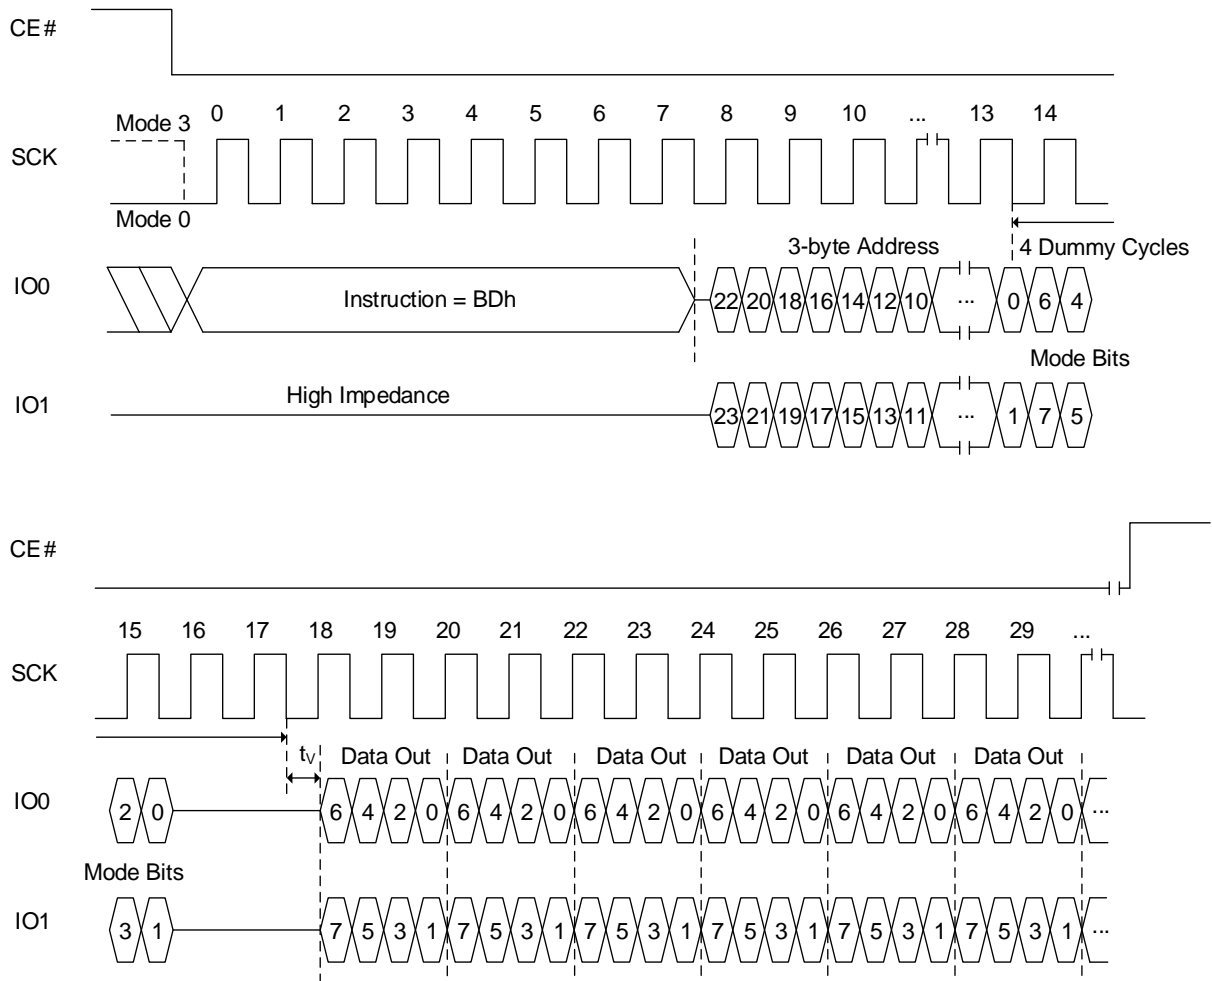 CE#
0 1 2 3 4 5 6 7 8 9 10 ... 13 14
Mode 3
SCK
Mode 0
3-byte Address 4 Dummy Cycles
IO0 Instruction = BDh 22 20 18 16 14 12 10 ... 0 6 4
Mode Bits
High Impedance
IO1 23 21 19 17 15 13 11 ... 1 7 5
CE#
15 16 17 18 19 20 21 22 23 24 25 26 27 28 29 ...
SCK
tV Data Out Data Out Data Out Data Out Data Out Data Out
IO0 2 0 6 4 2 0 6 4 2 0 6 4 2 0 6 4 2 0 6 4 2 0 6 4 2 0 ...
Mode Bits
IO1 3 1 7 5 3 1 7 5 3 1 7 5 3 1 7 5 3 1 7 5 3 1 7 5 3 1 ...